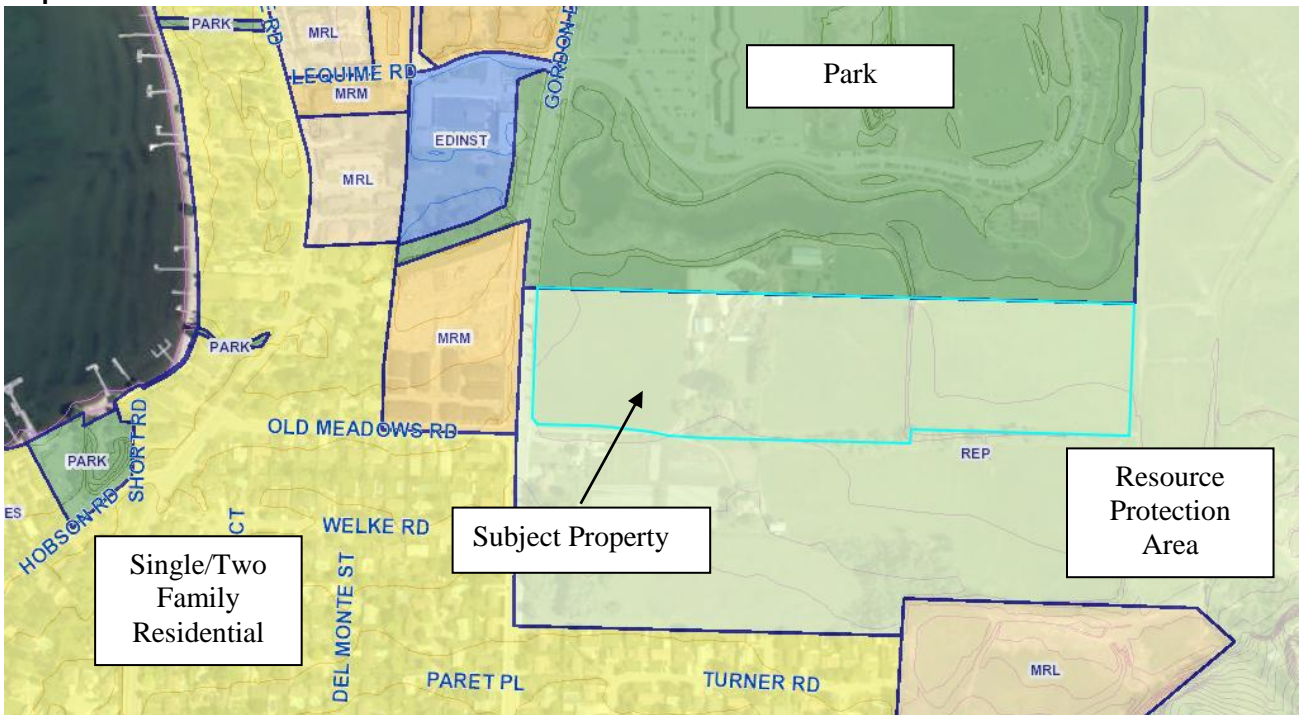 PARK
E RD
MRL
LEQUIME RD
MRM
GORDON D
Park
EDINST
MRL
MRM
PARK
OLD MEADOWS RD
SHORT RD
PARK
HOBSON RD
ES
CT
WELKE RD
DEL MONTE ST
Subject Property
REP
Resource
Protection
Area
Single/Two
Family
Residential
PARET PL
TURNER RD
MRL